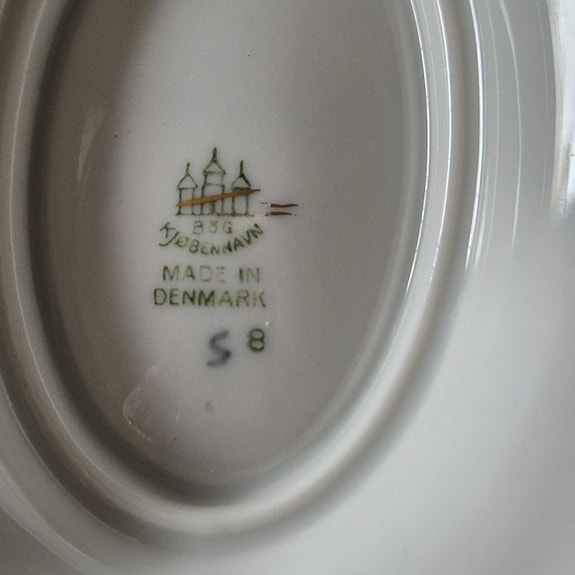 B&G
KJØBENHAVN
MADE IN
DENMARK
S 8